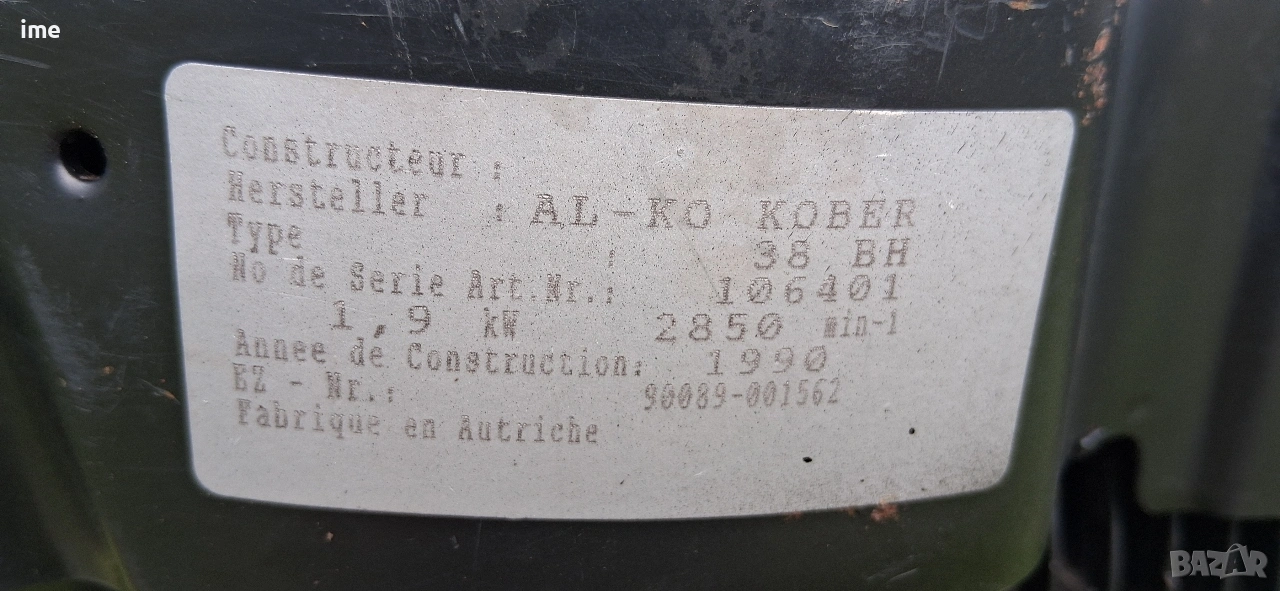 ime
Constructeur :
Hersteller : AL-KO KOBER
Type : 38 BH
No de Serie Art.Nr.: 106401
1,9 kW 2850 min-1
Annee de Construction: 1990
EZ - Nr.: 90089-001562
Fabrique en Autriche
BAZAR